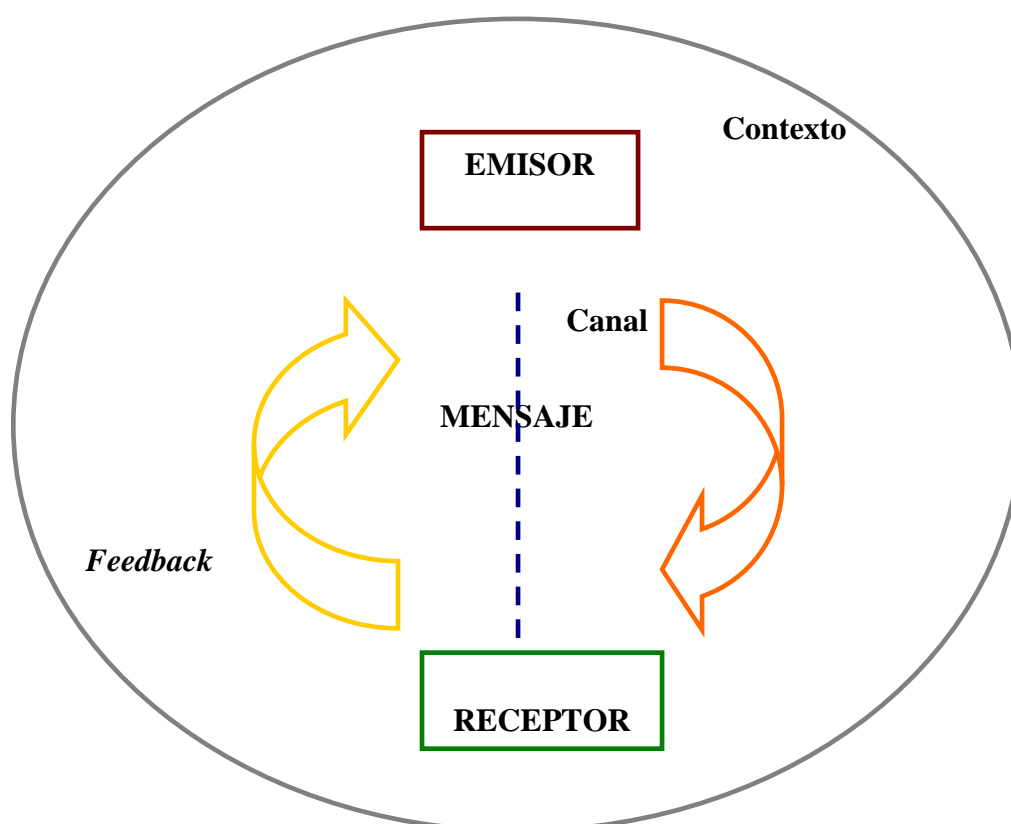 Contexto
EMISOR
Canal
MENSAJE
Feedback
RECEPTOR